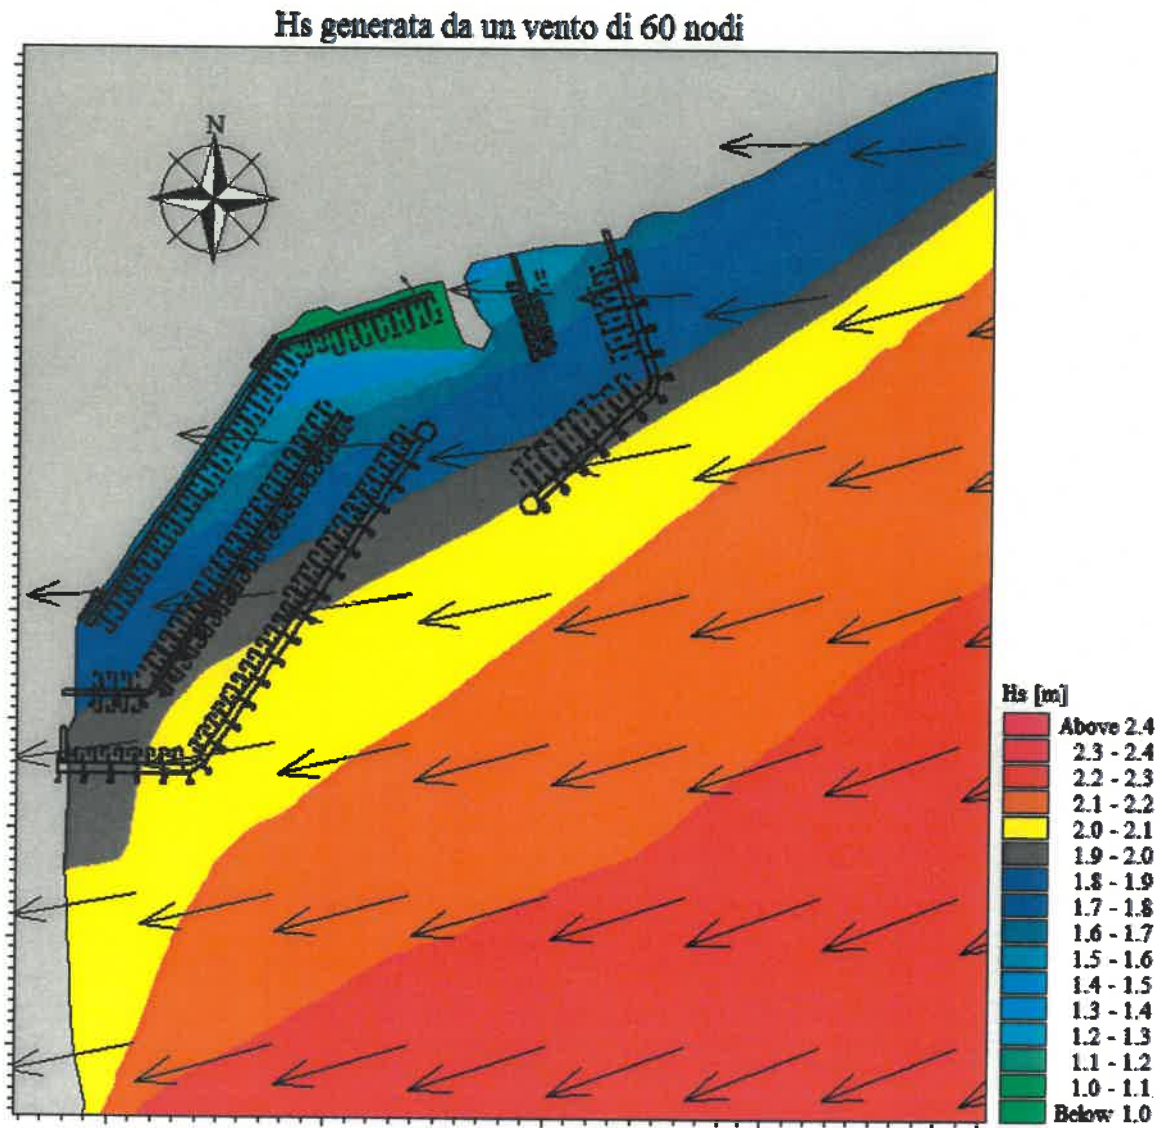 Hs generata da un vento di 60 nodi
N
Hs [m]
Above 2.4
2.3 - 2.4
2.2 - 2.3
2.1 - 2.2
2.0 - 2.1
1.9 - 2.0
1.8 - 1.9
1.7 - 1.8
1.6 - 1.7
1.5 - 1.6
1.4 - 1.5
1.3 - 1.4
1.2 - 1.3
1.1 - 1.2
1.0 - 1.1
Below 1.0